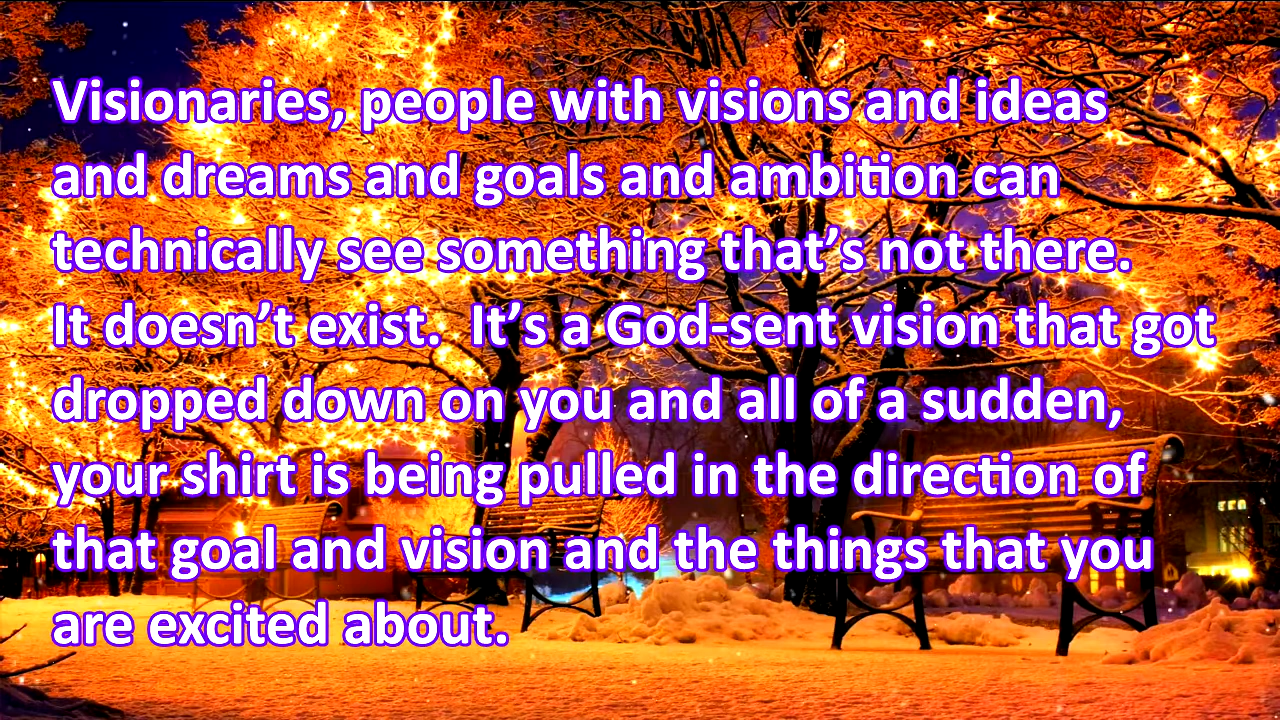 Visionaries, people with visions and ideas
and dreams and goals and ambition can
technically see something that’s not there.
It doesn’t exist.  It’s a God-sent vision that got
dropped down on you and all of a sudden,
your shirt is being pulled in the direction of
that goal and vision and the things that you
are excited about.